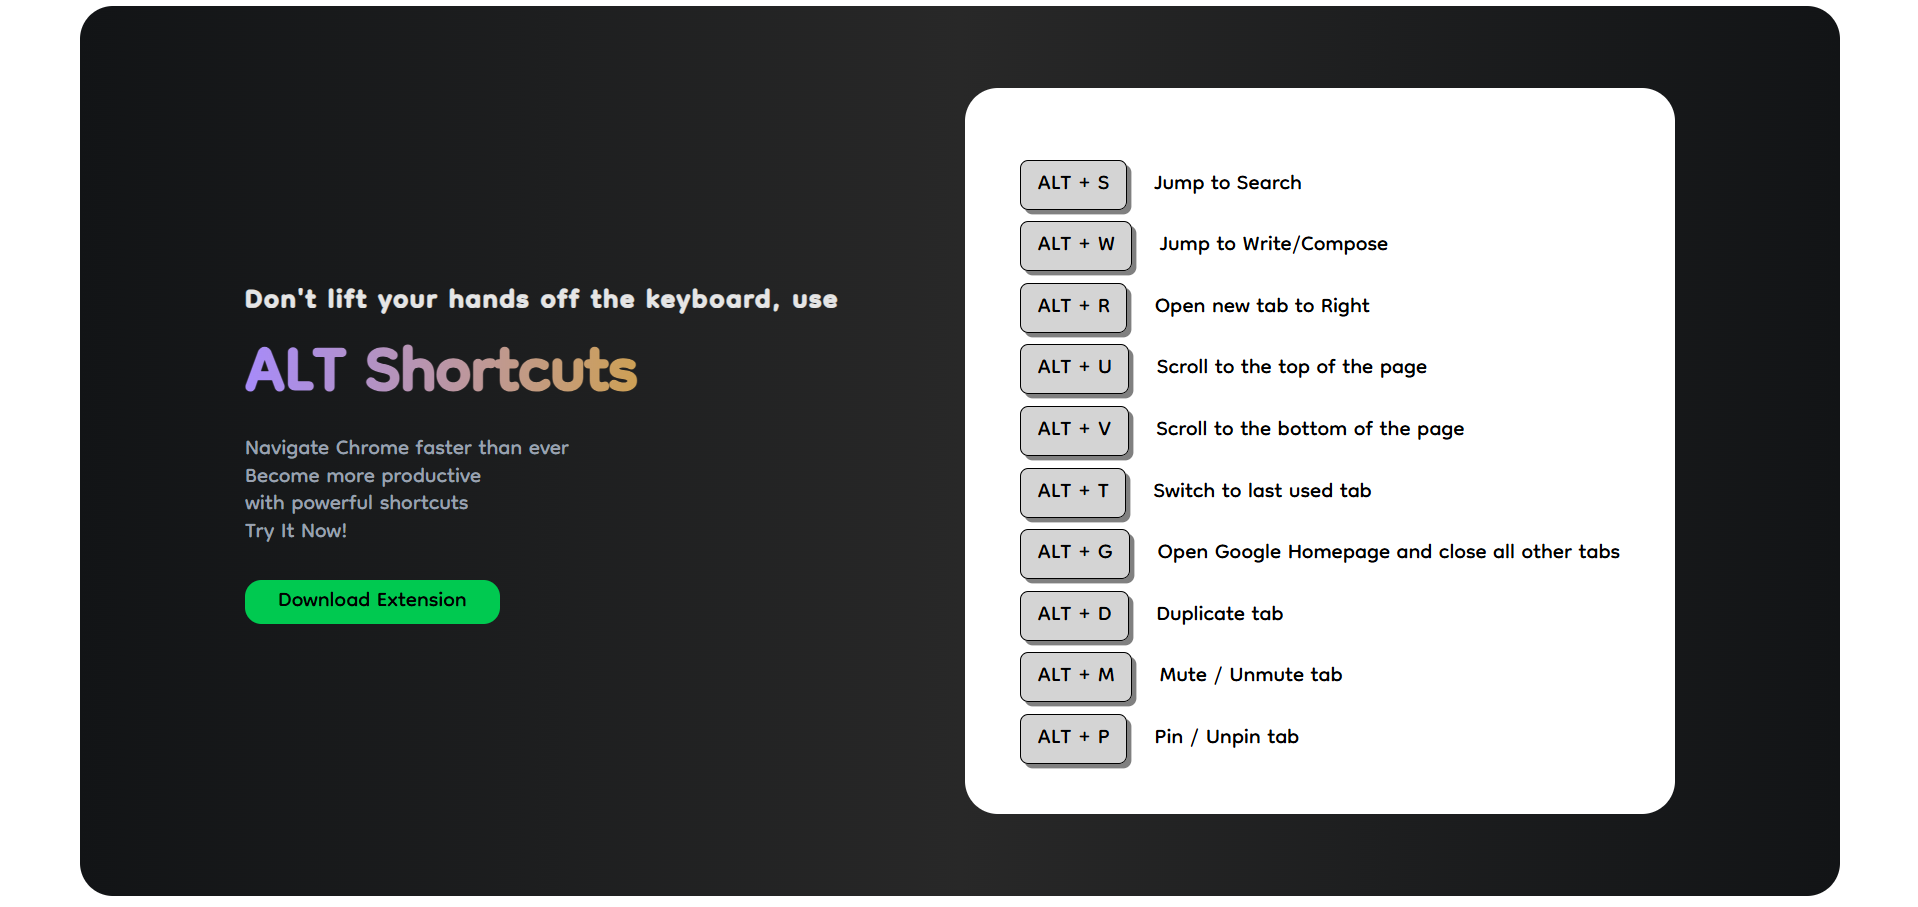 Don't lift your hands off the keyboard, use
ALT Shortcuts
Navigate Chrome faster than ever
Become more productive
with powerful shortcuts
Try It Now!
Download Extension
ALT + S Jump to Search
ALT + W Jump to Write/Compose
ALT + R Open new tab to Right
ALT + U Scroll to the top of the page
ALT + V Scroll to the bottom of the page
ALT + T Switch to last used tab
ALT + G Open Google Homepage and close all other tabs
ALT + D Duplicate tab
ALT + M Mute / Unmute tab
ALT + P Pin / Unpin tab